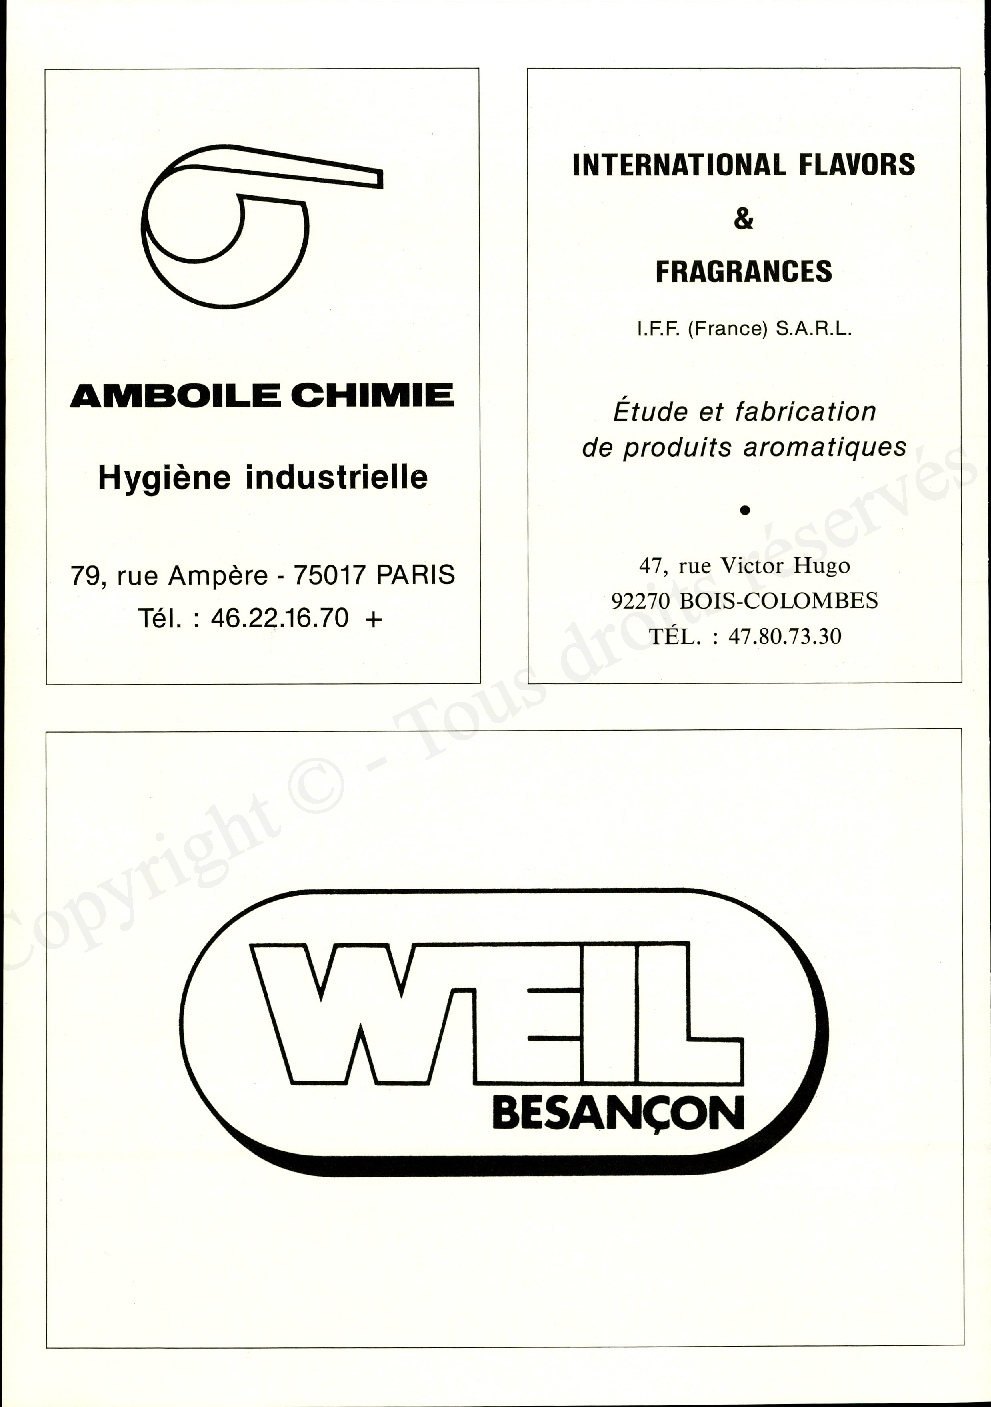 AMBOILE CHIMIE
Hygiène industrielle
79, rue Ampère - 75017 PARIS
Tél. : 46.22.16.70 +
INTERNATIONAL FLAVORS
&
FRAGRANCES
I.F.F. (France) S.A.R.L.
Étude et fabrication
de produits aromatiques
•
47, rue Victor Hugo
92270 BOIS-COLOMBES
TÉL. : 47.80.73.30
WEIL
BESANÇON
Copyright © - Tous droits réservés